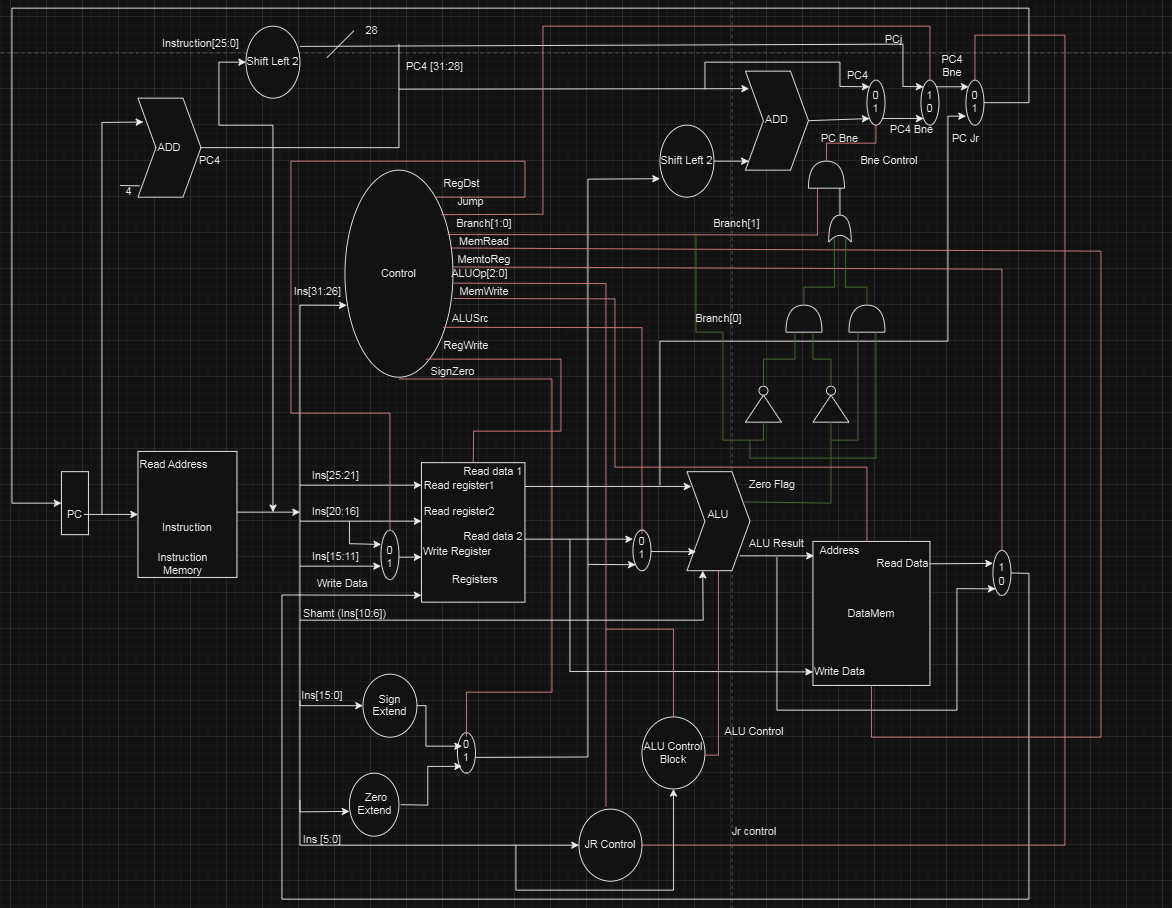 28
Instruction[25:0]
Shift Left 2
PCj
PC4 [31:28]
PC4
Bne
PC4
0
1
1
0
0
1
ADD
ADD
PC4
PC4 Bne
PC Bne
PC Jr
Bne Control
Shift Left 2
4
RegDst
Jump
Branch[1:0]
Branch[1]
MemRead
MemtoReg
Control
ALUOp[2:0]
Ins[31:26]
MemWrite
ALUSrc
Branch[0]
RegWrite
SignZero
Read Address
Read data 1
Ins[25:21]
Read register1
Zero Flag
PC
Ins[20:16]
Read register2
ALU
Instruction
Read data 2
0
1
ALU Result
Instruction
Memory
Ins[15:11]
0
1
Write Register
Address
Read Data
1
0
Write Data
Registers
Shamt (Ins[10:6])
DataMem
Write Data
Ins[15:0]
Sign
Extend
ALU Control
0
1
ALU Control
Block
Zero
Extend
Ins [5:0]
JR Control
Jr control